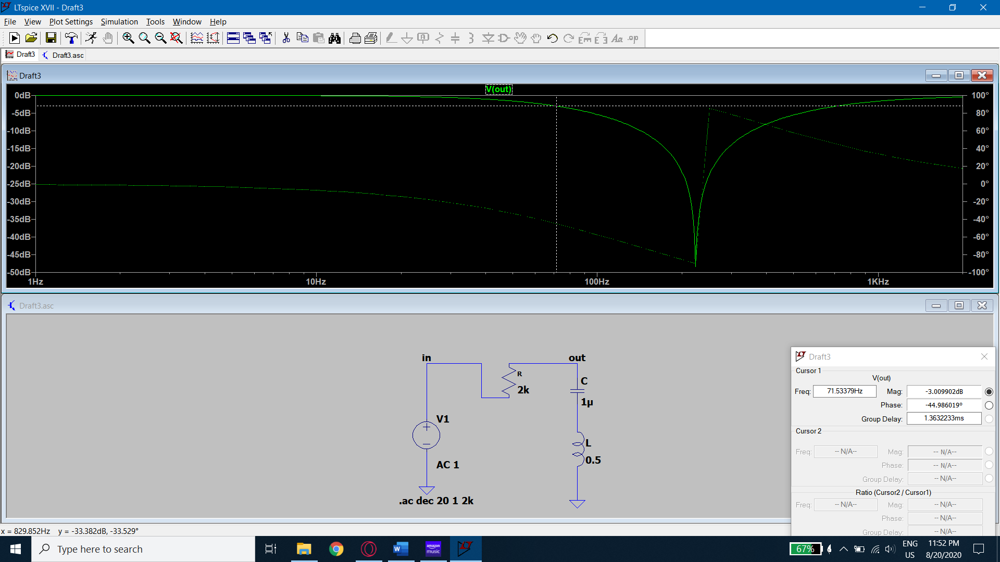 LTspice XVII - Draft3
File View Plot Settings Simulation Tools Window Help
Draft3 Draft3.asc
Draft3
V(out)
0dB 100°
-5dB 80°
-10dB 60°
-15dB 40°
-20dB 20°
-25dB 0°
-30dB -20°
-35dB -40°
-40dB -60°
-45dB -80°
-50dB -100°
1Hz 10Hz 100Hz 1KHz
Draft3.asc
in out
R
2k
C
1µ
V1
L
0.5
AC 1
.ac dec 20 1 2k
Draft3
Cursor 1
V(out)
Freq: 71.53379Hz Mag: -3.009902dB
Phase: -44.986019°
Group Delay: 1.3632233ms
Cursor 2
Freq: -- N/A-- Mag: -- N/A--
Phase: -- N/A--
Group Delay: -- N/A--
Ratio (Cursor2 / Cursor1)
Freq: -- N/A-- Mag: -- N/A--
Phase: -- N/A--
Group Delay: -- N/A--
x = 829.852Hz y = -33.382dB, -33.529°
Type here to search
amazon music
67%
ENG
US
11:52 PM
8/20/2020